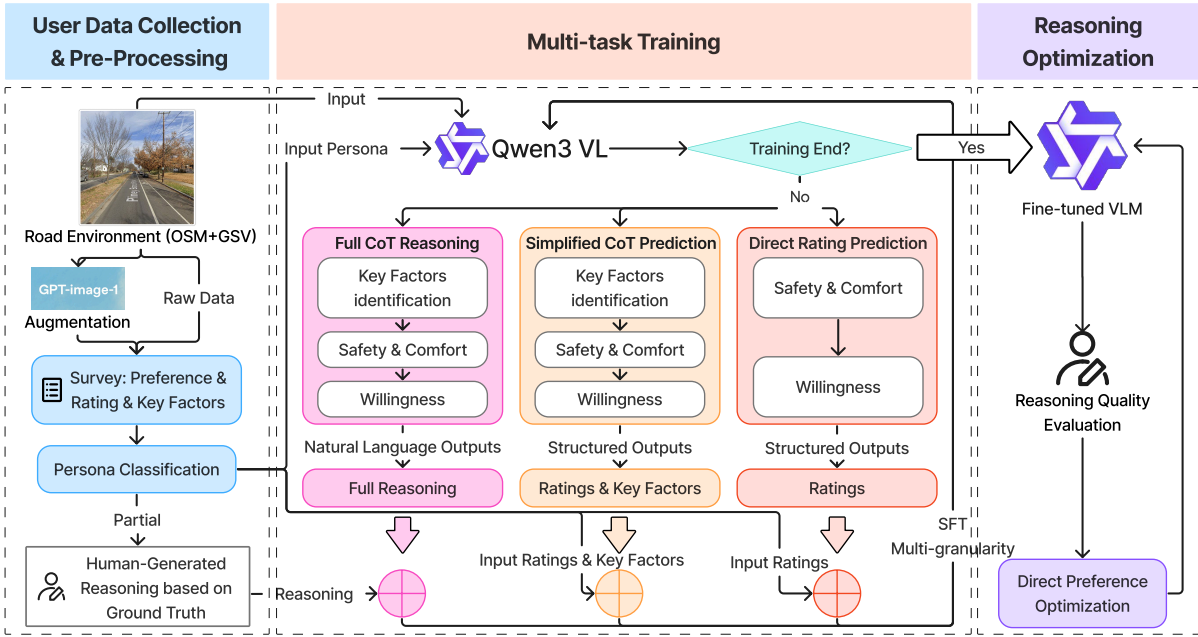 User Data Collection
& Pre-Processing
Multi-task Training
Reasoning
Optimization
Input
Input Persona
Qwen3 VL
Training End?
Yes
No
Road Environment (OSM+GSV)
GPT-image-1
Raw Data
Augmentation
Survey: Preference &
Rating & Key Factors
Persona Classification
Partial
Human-Generated
Reasoning based on
Ground Truth
Reasoning
Full CoT Reasoning
Key Factors
identification
Safety & Comfort
Willingness
Natural Language Outputs
Full Reasoning
Simplified CoT Prediction
Key Factors
identification
Safety & Comfort
Willingness
Structured Outputs
Ratings & Key Factors
Input Ratings & Key Factors
Direct Rating Prediction
Safety & Comfort
Willingness
Structured Outputs
Ratings
Input Ratings
SFT
Multi-granularity
Fine-tuned VLM
Reasoning Quality
Evaluation
Direct Preference
Optimization